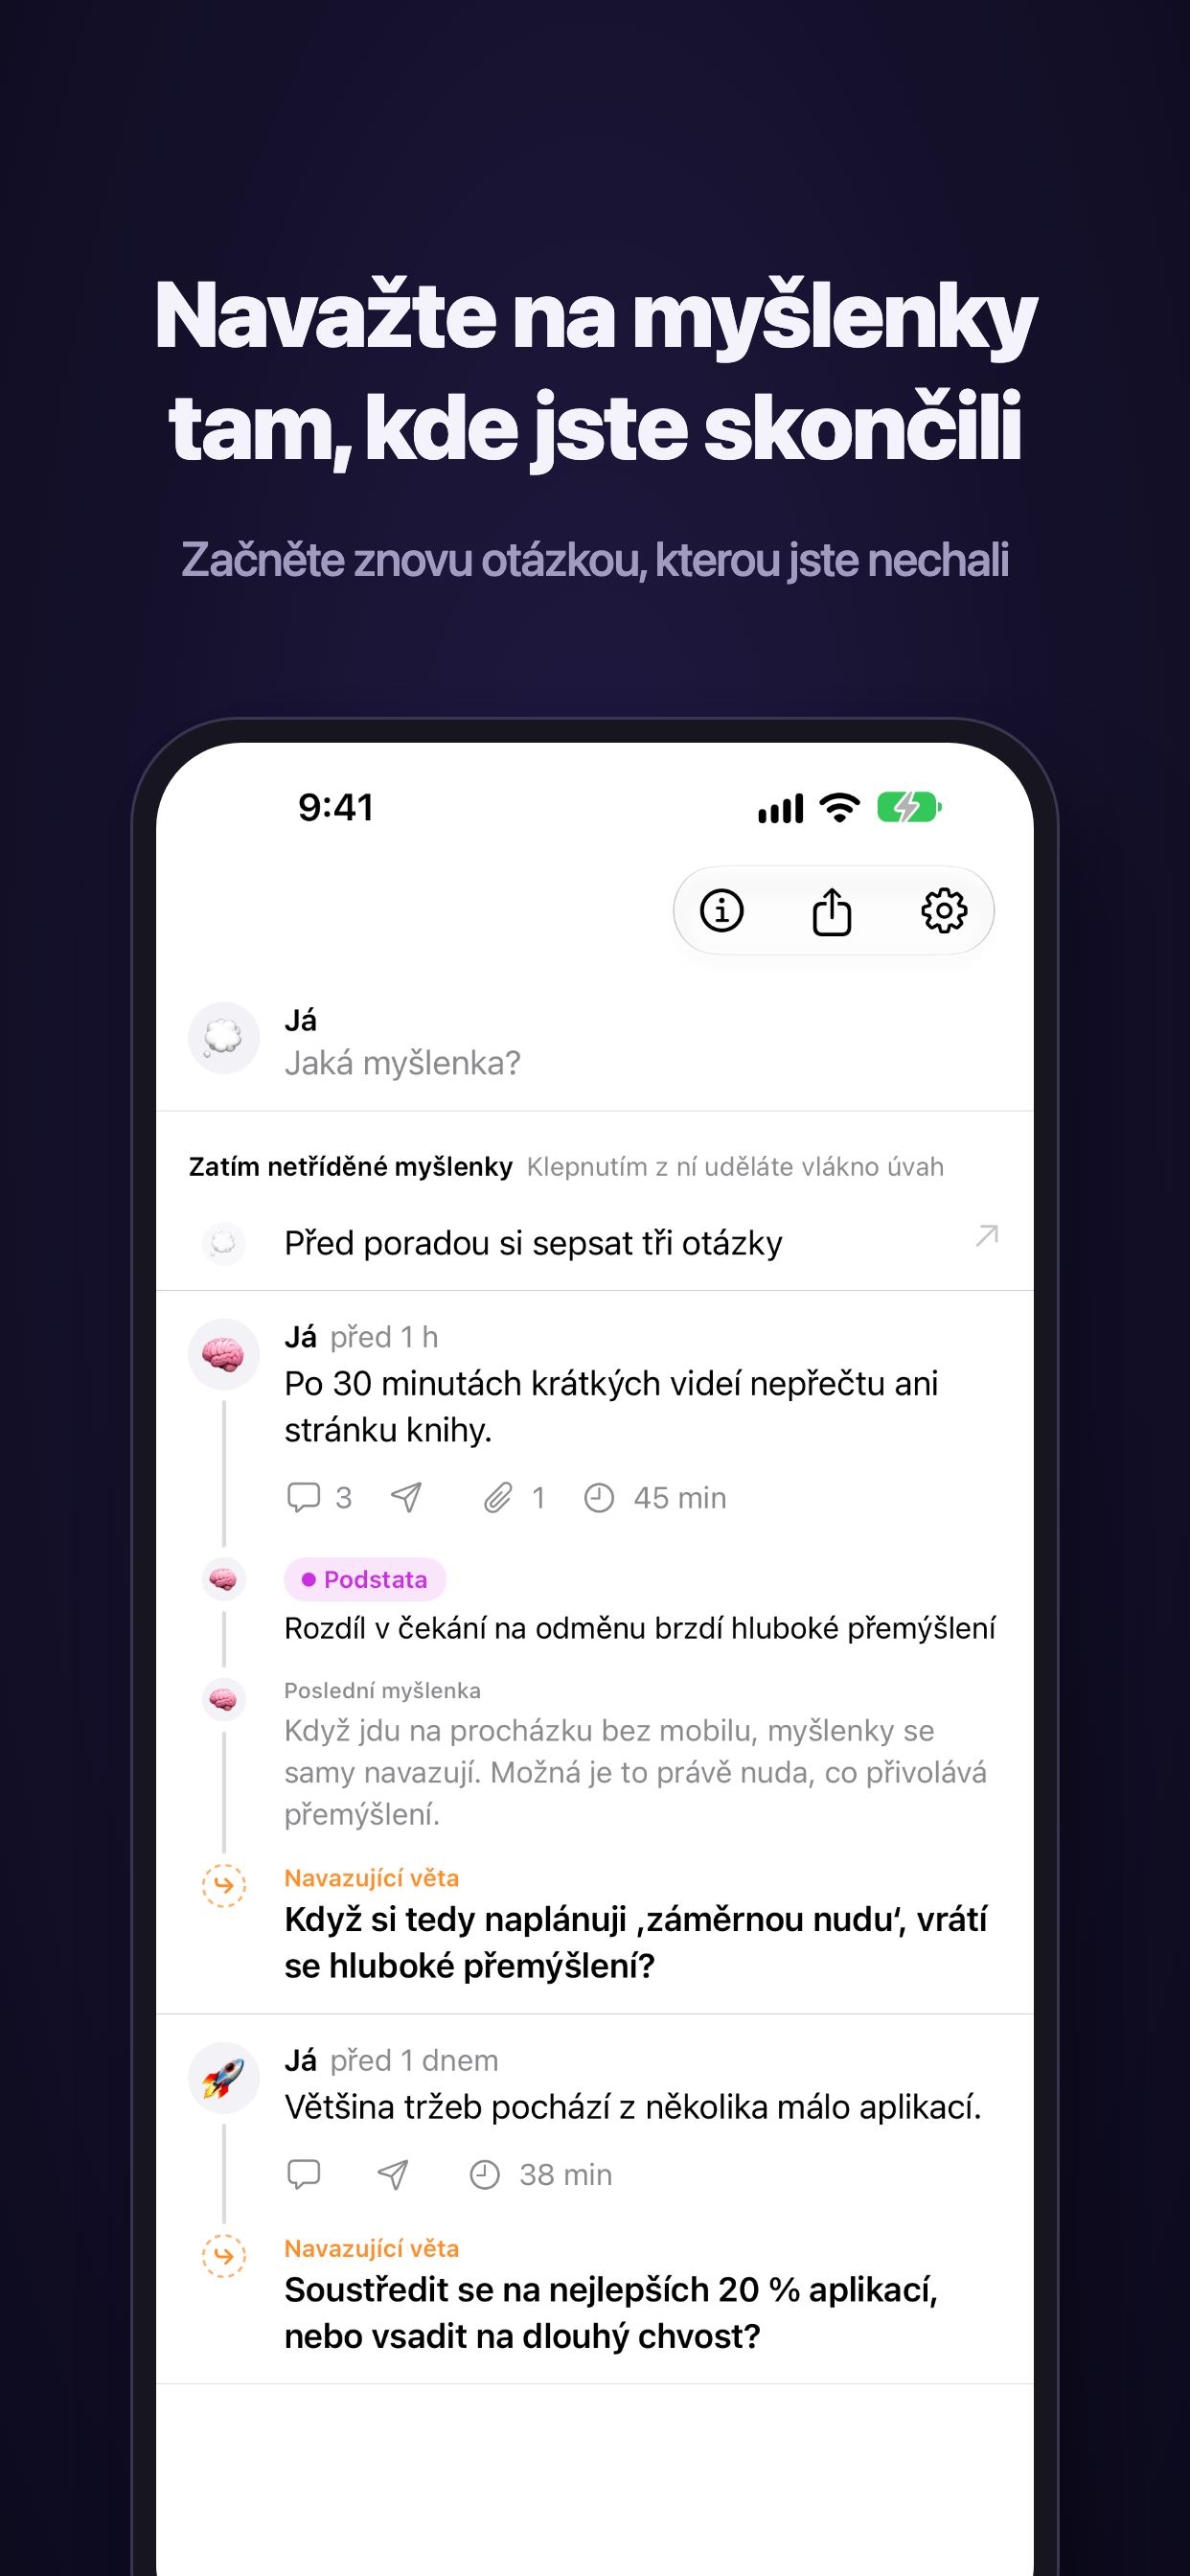 Navažte na myšlenky
tam, kde jste skončili
Začněte znovu otázkou, kterou jste nechali
9:41
Já
Jaká myšlenka?
Zatím netříděné myšlenky Klepnutím z ní uděláte vlákno úvah
Před poradou si sepsat tři otázky
Já před 1 h
Po 30 minutách krátkých videí nepřečtu ani
stránku knihy.
3 1 45 min
Podstata
Rozdíl v čekání na odměnu brzdí hluboké přemýšlení
Poslední myšlenka
Když jdu na procházku bez mobilu, myšlenky se
samy navazují. Možná je to právě nuda, co přivolává
přemýšlení.
Navazující věta
Když si tedy naplánuji ‚záměrnou nudu‘, vrátí
se hluboké přemýšlení?
Já před 1 dnem
Většina tržeb pochází z několika málo aplikací.
38 min
Navazující věta
Soustředit se na nejlepších 20 % aplikací,
nebo vsadit na dlouhý chvost?